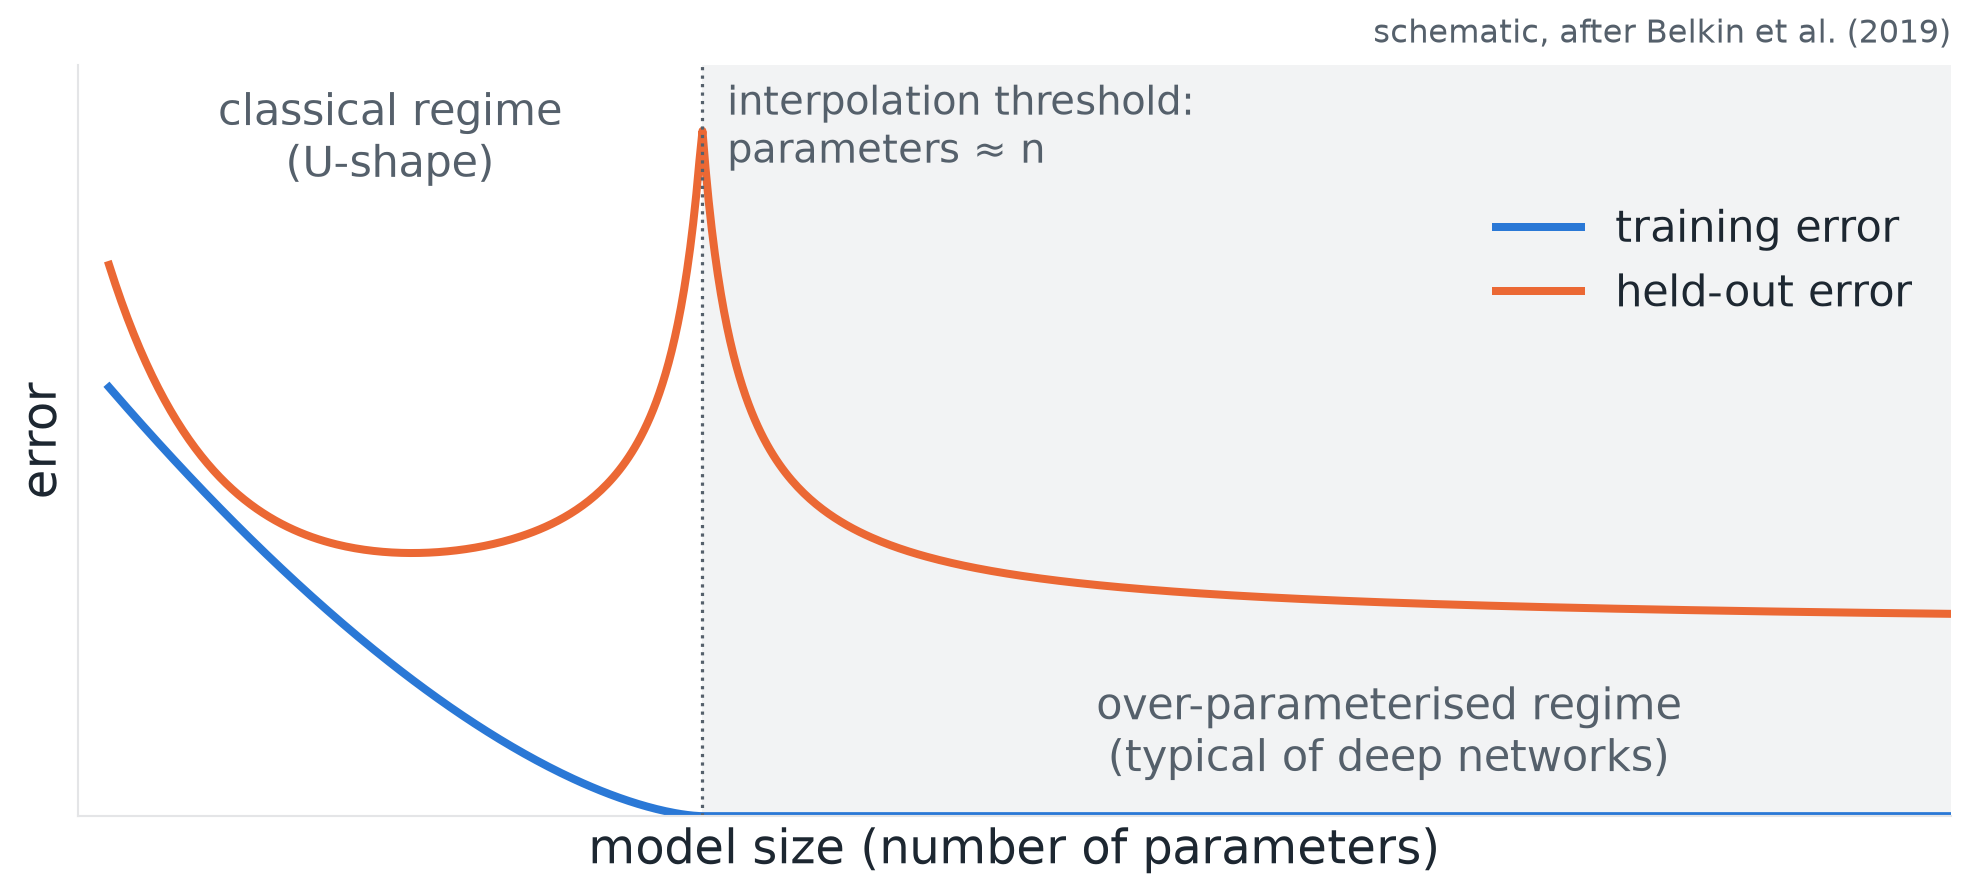 schematic, after Belkin et al. (2019)
classical regime
(U-shape)
interpolation threshold:
parameters ≈ n
training error
held-out error
error
over-parameterised regime
(typical of deep networks)
model size (number of parameters)